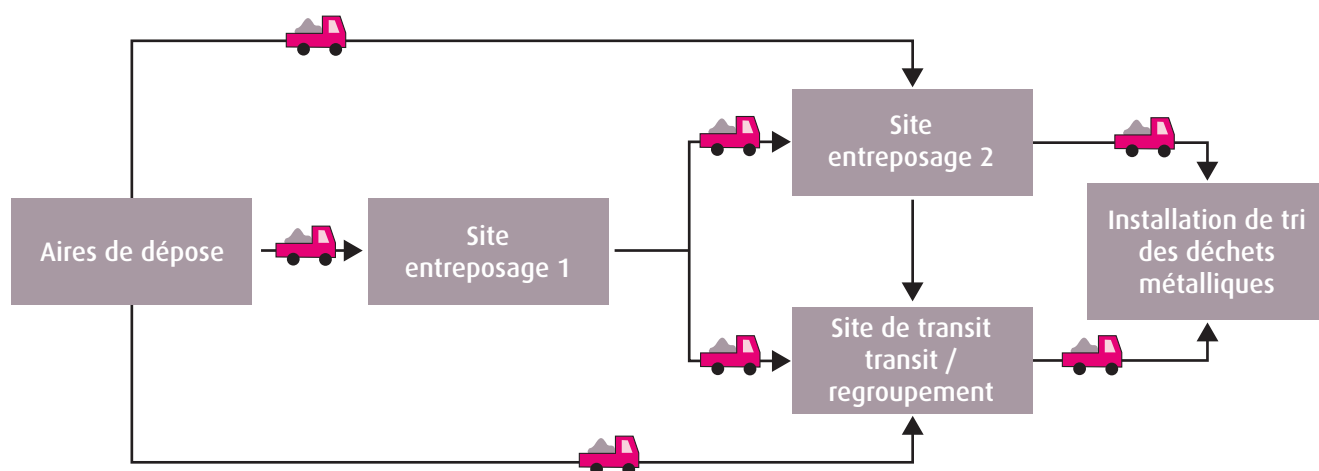 Aires de dépose
Site
entreposage 1
Site
entreposage 2
Site de transit
transit /
regroupement
Installation de tri
des déchets
métalliques